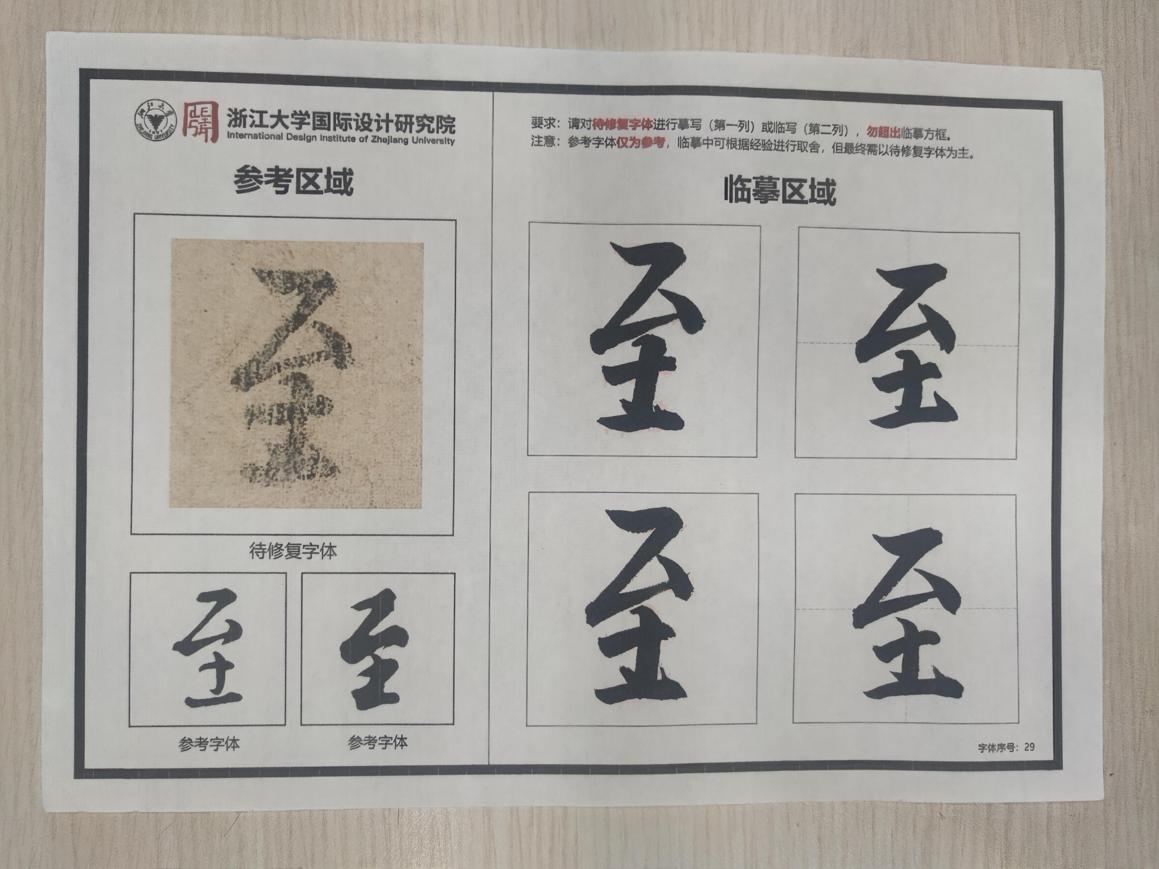 浙江大学国际设计研究院
International Design Institute of Zhejiang University
参考区域
至
待修复字体
至
至
参考字体
参考字体
要求：请对待修复字体进行摹写（第一列）或临写（第二列），勿超出临摹方框。
注意：参考字体仅为参考，临摹中可根据经验进行取舍，但最终需以待修复字体为主。
临摹区域
至
至
至
至
字体序号：29